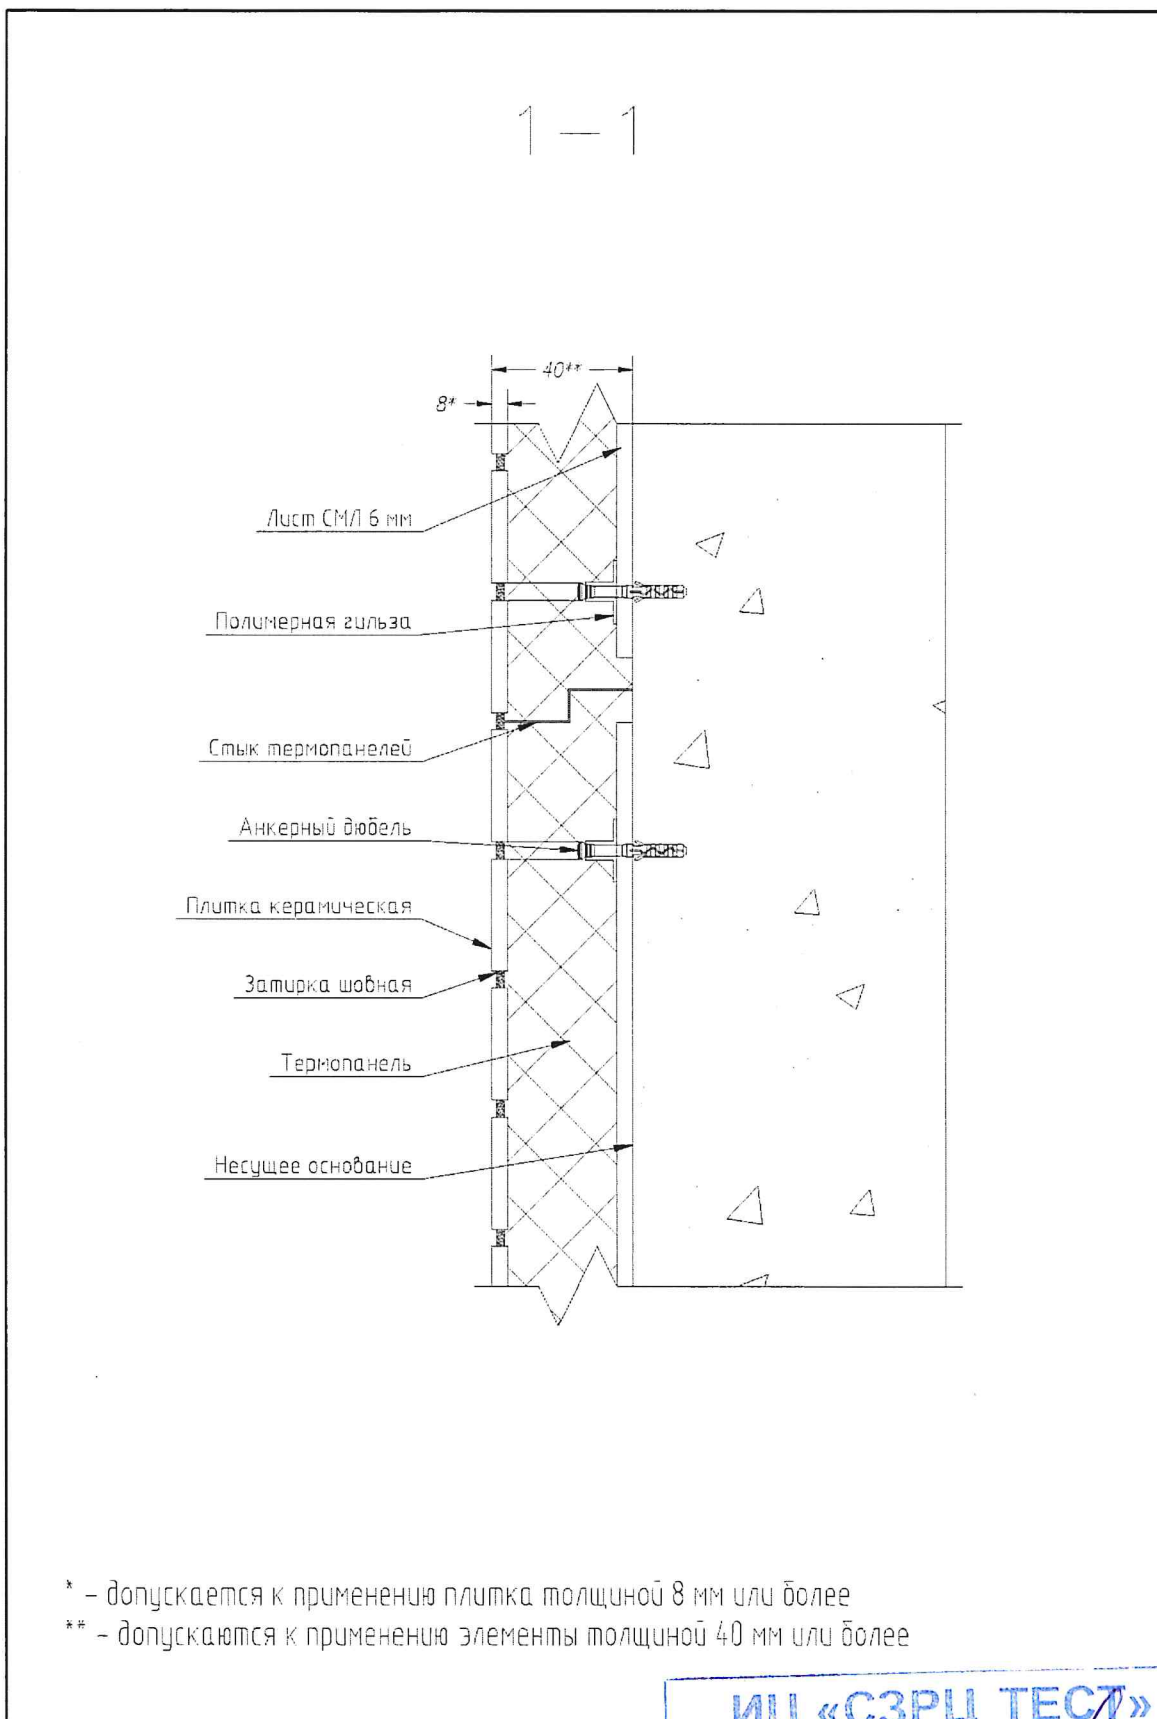 1 – 1
40**
8*
Лист СМЛ 6 мм
Полимерная гильза
Стык термопанелей
Анкерный дюбель
Плитка керамическая
Затирка шовная
Термопанель
Несущее основание
* – допускается к применению плитка толщиной 8 мм или более
** – допускаются к применению элементы толщиной 40 мм или более
ИЦ «СЗРЦ ТЕСТ»